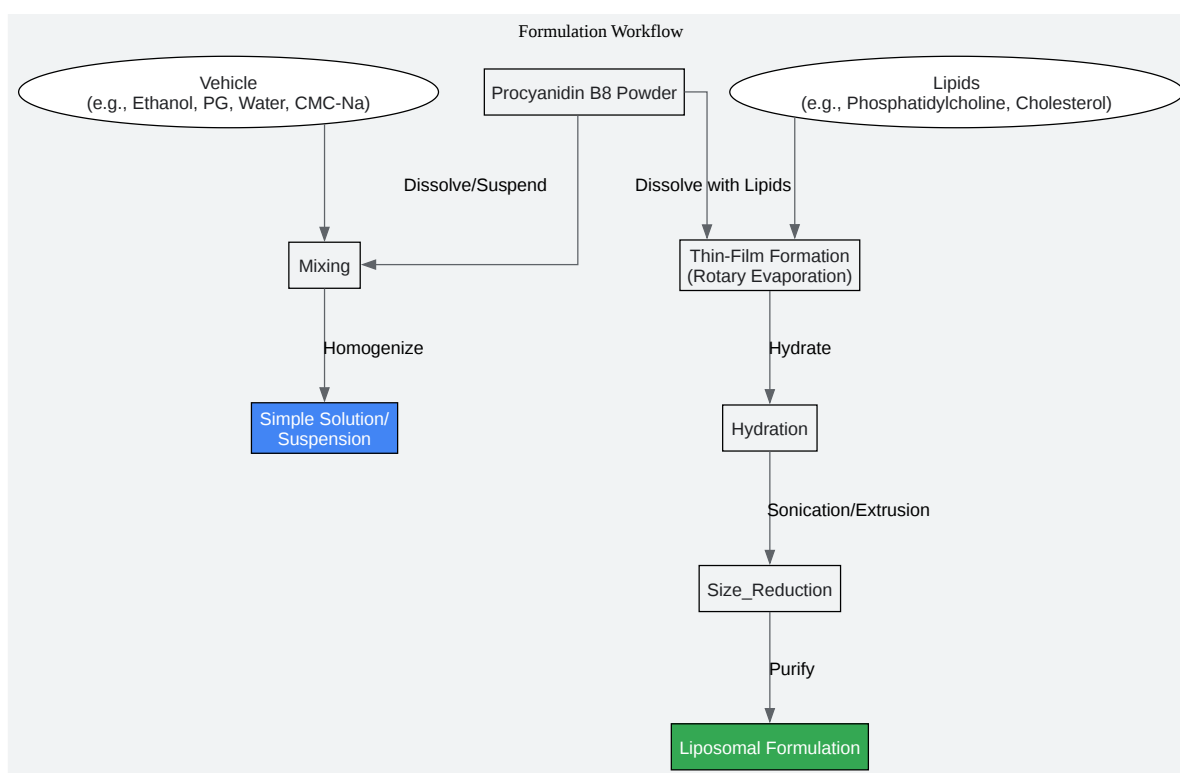 Formulation Workflow
Vehicle
(e.g., Ethanol, PG, Water, CMC-Na)
Procyanidin B8 Powder
Lipids
(e.g., Phosphatidylcholine, Cholesterol)
Dissolve/Suspend
Dissolve with Lipids
Mixing
Thin-Film Formation
(Rotary Evaporation)
Homogenize
Hydrate
Simple Solution/
Suspension
Hydration
Sonication/Extrusion
Size_Reduction
Purify
Liposomal Formulation